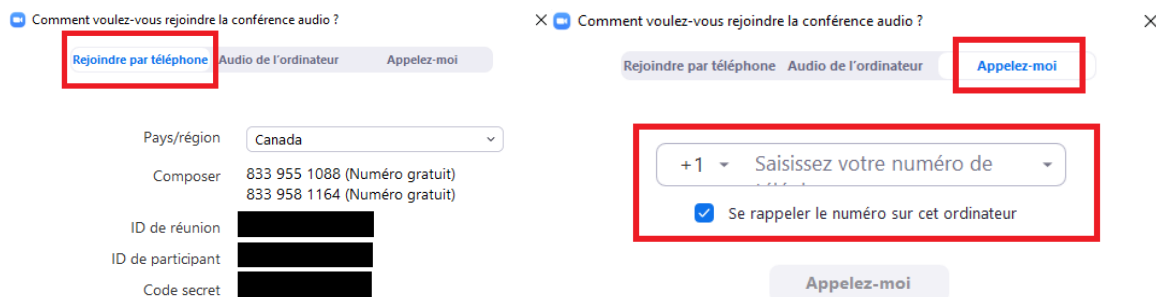 Comment voulez-vous rejoindre la conférence audio ?
Rejoindre par téléphone Audio de l'ordinateur Appelez-moi
Pays/région Canada
Composer 833 955 1088 (Numéro gratuit)
833 958 1164 (Numéro gratuit)
ID de réunion
ID de participant
Code secret
Comment voulez-vous rejoindre la conférence audio ?
Rejoindre par téléphone Audio de l'ordinateur Appelez-moi
+1 Saisissez votre numéro de
Se rappeler le numéro sur cet ordinateur
Appelez-moi